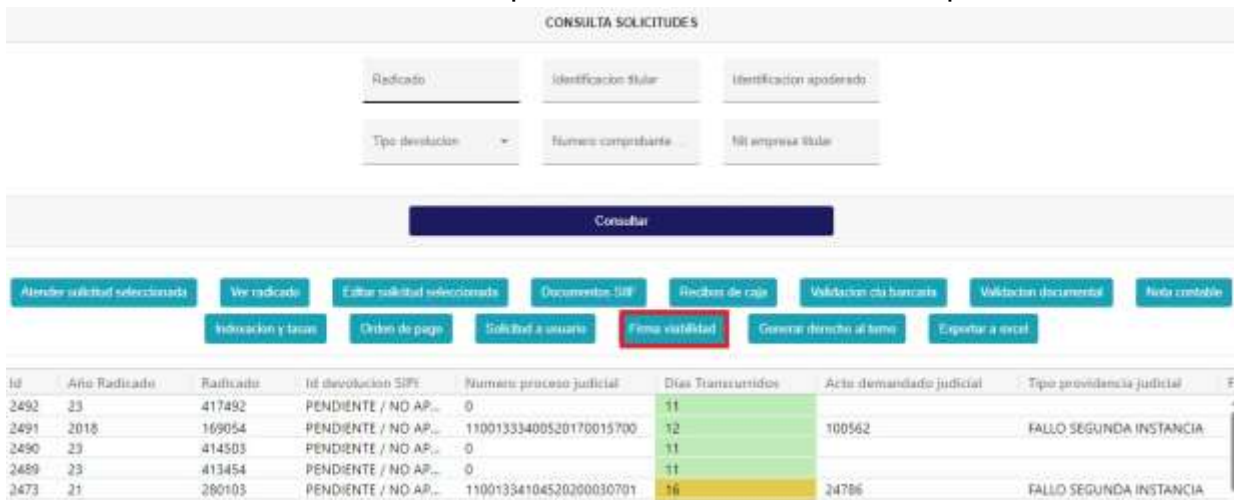 CONSULTA SOLICITUDES
Radicado Identificacion titular Identificacion apoderado
Tipo devolucion Numero comprobante ... Nit empresa titular
Consultar
Atender solicitud seleccionada Ver radicado Editar solicitud seleccionada Documentos SIIF Recibos de caja Validacion cta bancaria Validacion documental Nota contable
Indexacion y tasas Orden de pago Solicitud a usuario Firma viabilidad Generar derecho al turno Exportar a excel
Id Año Radicado Radicado Id devolucion SIPI Numero proceso judicial Días Transcurridos Acto demandado judicial Tipo providencia judicial F
2492 23 417492 PENDIENTE / NO AP... 0 11
2491 2018 169054 PENDIENTE / NO AP... 11001333400520170015700 12 100562 FALLO SEGUNDA INSTANCIA
2490 23 414503 PENDIENTE / NO AP... 0 11
2489 23 413454 PENDIENTE / NO AP... 0 11
2473 21 280103 PENDIENTE / NO AP... 11001334104520200030701 16 24786 FALLO SEGUNDA INSTANCIA